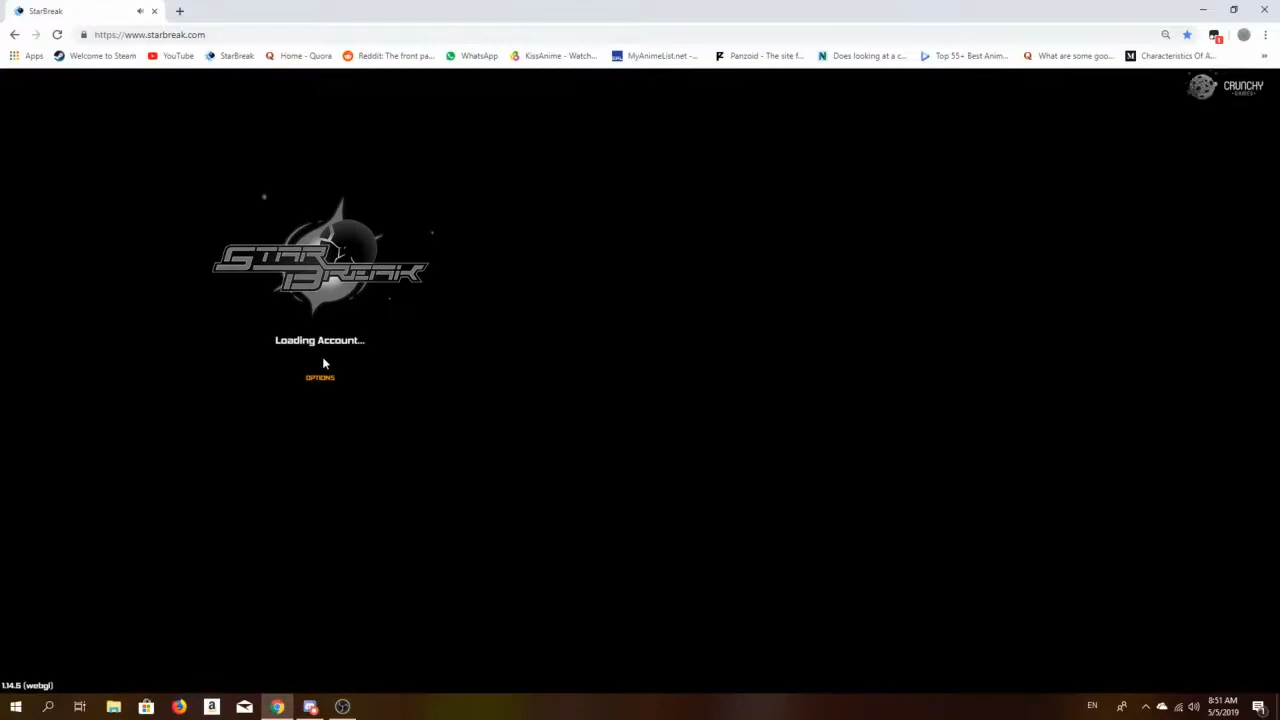 StarBreak
https://www.starbreak.com
Apps
Welcome to Steam
YouTube
StarBreak
Home - Quora
Reddit: The front pa...
WhatsApp
KissAnime - Watch...
MyAnimeList.net -...
Panzoid - The site f...
Does looking at a c...
Top 55+ Best Anim...
What are some goo...
Characteristics Of A...
CRUNCHY
GAMES
STAR
BREAK
Loading Account...
OPTIONS
1.14.5 (webgl)
EN
8:51 AM
5/5/2019